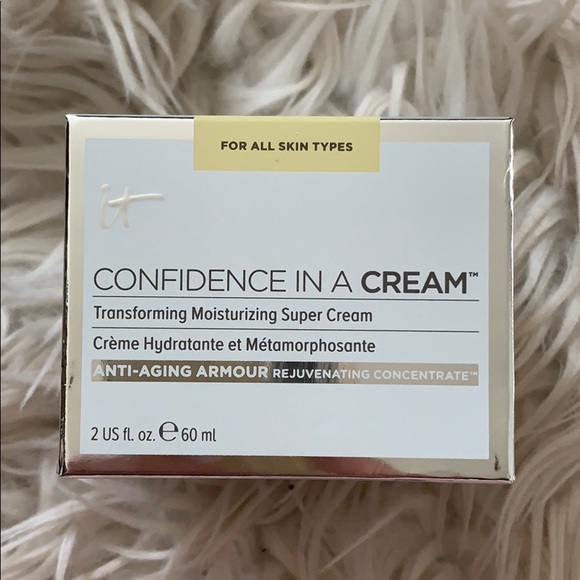 FOR ALL SKIN TYPES
it
CONFIDENCE IN A CREAM™
Transforming Moisturizing Super Cream
Crème Hydratante et Métamorphosante
ANTI-AGING ARMOUR REJUVENATING CONCENTRATE™
2 US fl. oz. ℮ 60 ml